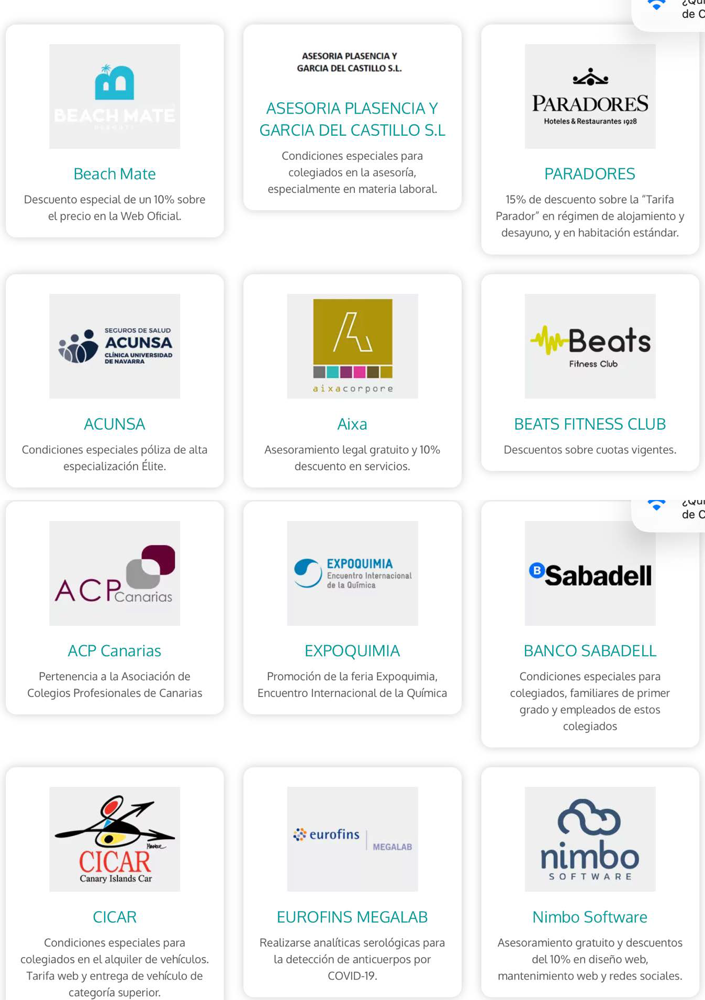 de C
BEACH MATE
Beach Mate
Descuento especial de un 10% sobre
el precio en la Web Oficial.
ASESORIA PLASENCIA Y
GARCIA DEL CASTILLO S.L.
ASESORIA PLASENCIA Y
GARCIA DEL CASTILLO S.L
Condiciones especiales para
colegiados en la asesoría,
especialmente en materia laboral.
PARADORES
Hoteles & Restaurantes 1928
PARADORES
15% de descuento sobre la “Tarifa
Parador” en régimen de alojamiento y
desayuno, y en habitación estándar.
SEGUROS DE SALUD
ACUNSA
CLÍNICA UNIVERSIDAD
DE NAVARRA
ACUNSA
Condiciones especiales póliza de alta
especialización Élite.
A
aixacorpore
Aixa
Asesoramiento legal gratuito y 10%
descuento en servicios.
Beats
Fitness Club
BEATS FITNESS CLUB
Descuentos sobre cuotas vigentes.
de C
ACP Canarias
ACP Canarias
Pertenencia a la Asociación de
Colegios Profesionales de Canarias
EXPOQUIMIA
Encuentro Internacional
de la Química
EXPOQUIMIA
Promoción de la feria Expoquimia,
Encuentro Internacional de la Química
B Sabadell
BANCO SABADELL
Condiciones especiales para
colegiados, familiares de primer
grado y empleados de estos
colegiados
CICAR
Canary Islands Car
CICAR
Condiciones especiales para
colegiados en el alquiler de vehículos.
Tarifa web y entrega de vehículo de
categoría superior.
eurofins
MEGALAB
EUROFINS MEGALAB
Realizarse analíticas serológicas para
la detección de anticuerpos por
COVID-19.
nimbo
SOFTWARE
Nimbo Software
Asesoramiento gratuito y descuentos
del 10% en diseño web,
mantenimiento web y redes sociales.